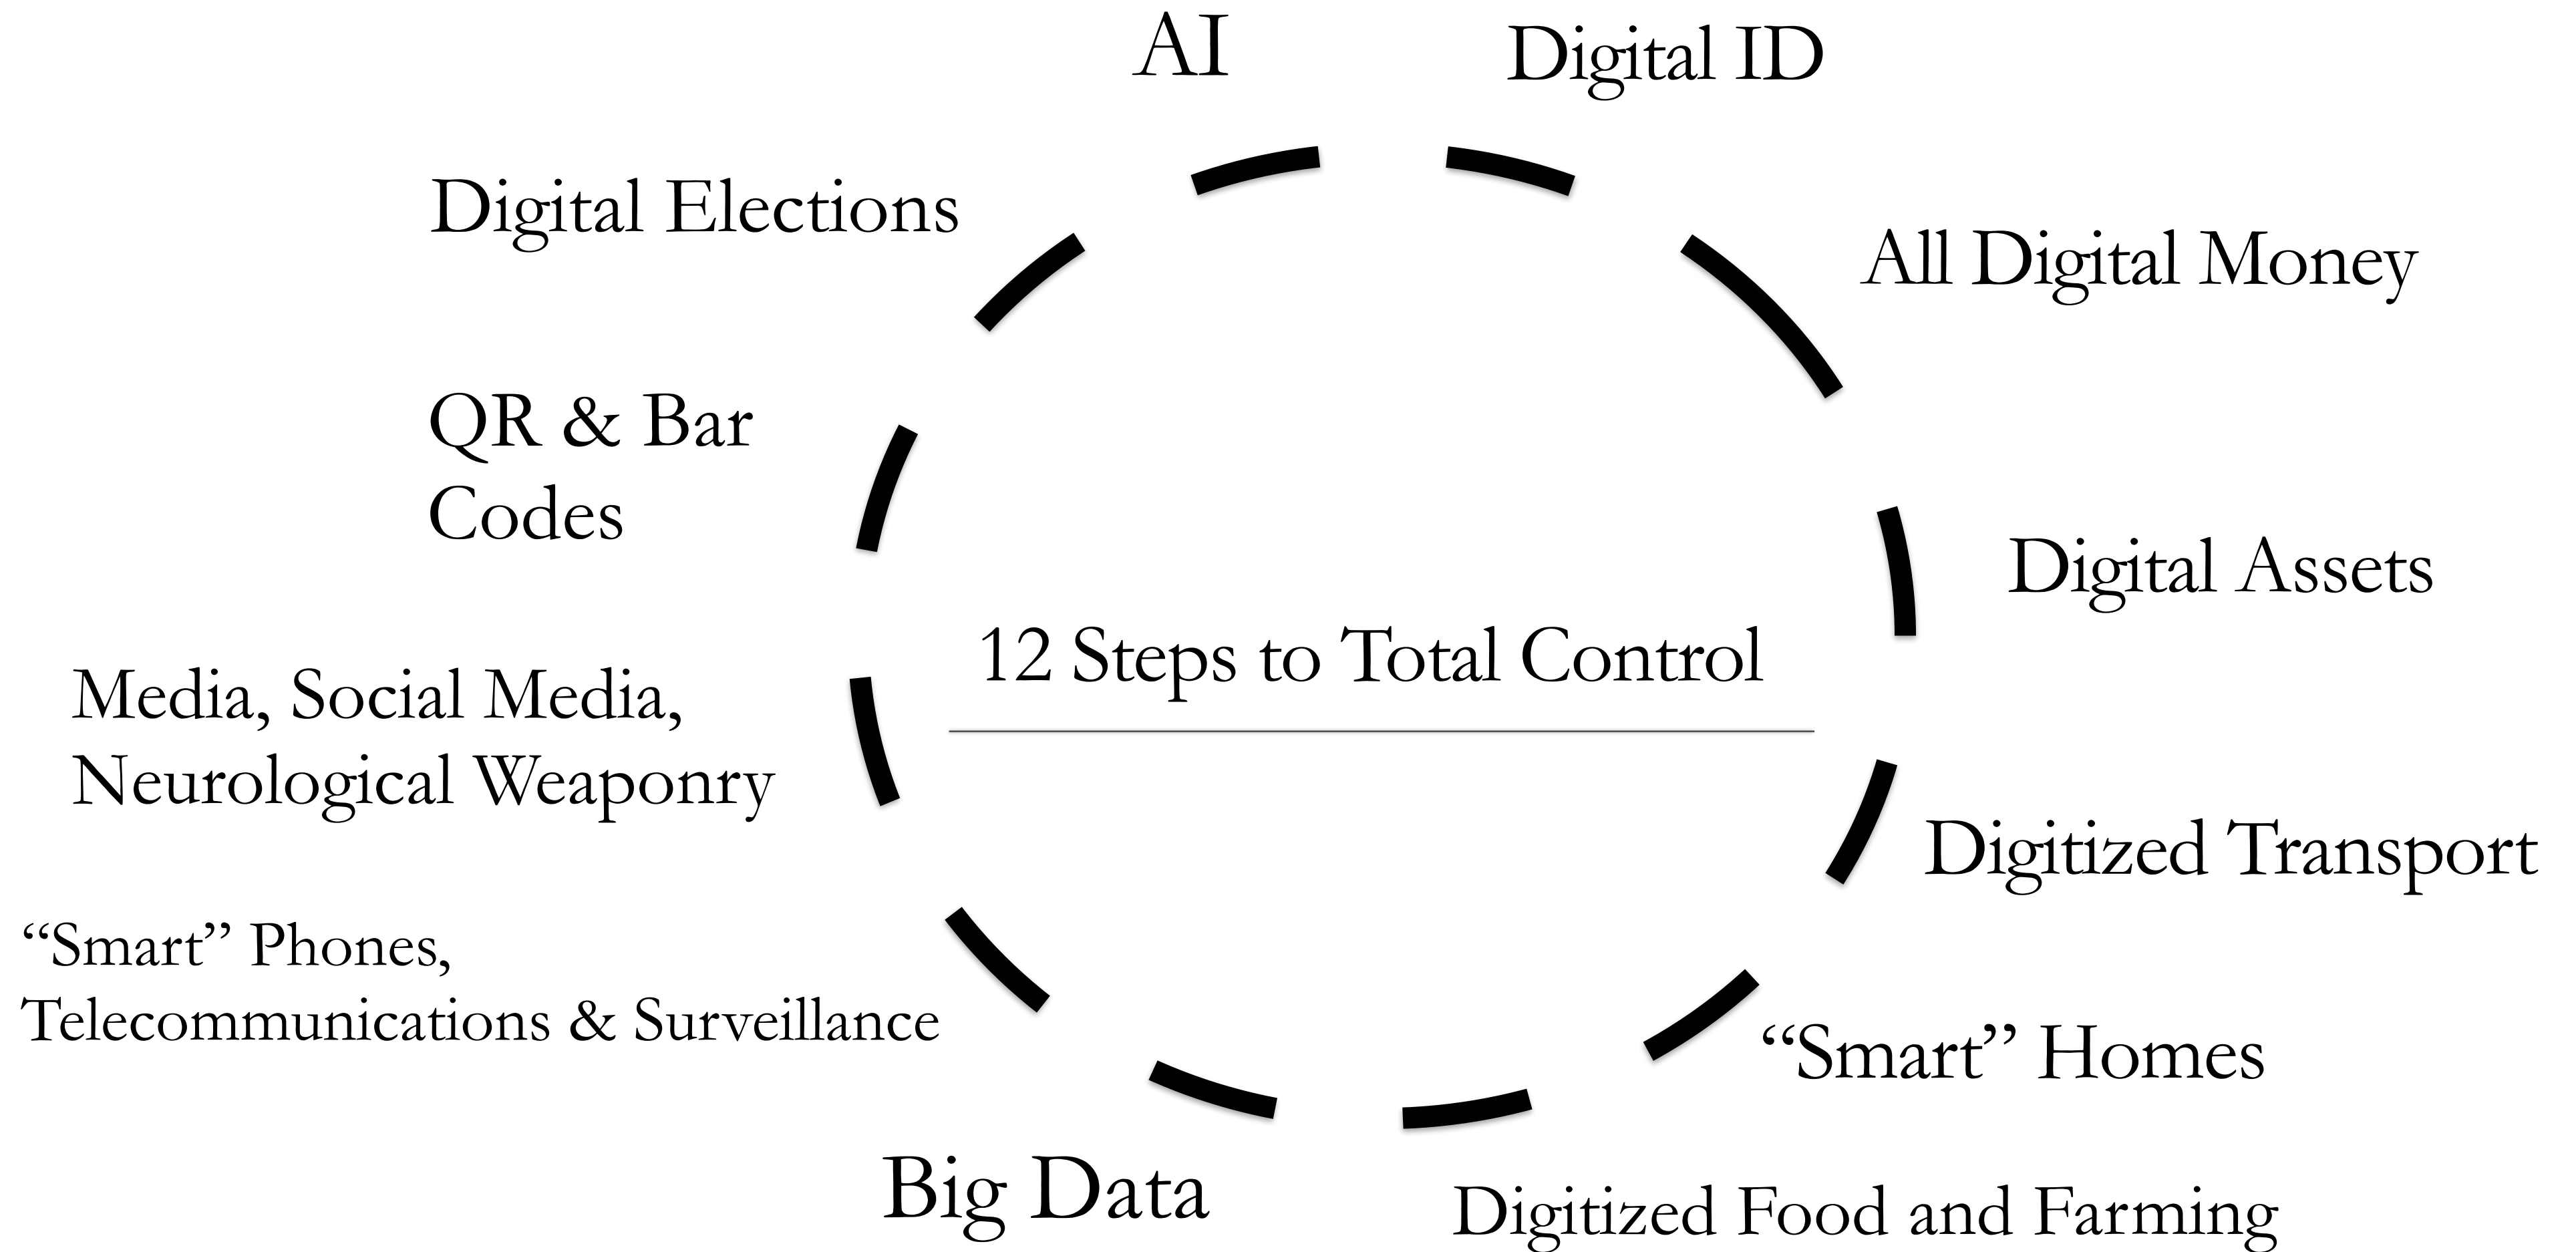 AI
Digital ID
Digital Elections
All Digital Money
QR & Bar
Codes
Digital Assets
12 Steps to Total Control
Media, Social Media,
Neurological Weaponry
Digitized Transport
“Smart” Phones,
Telecommunications & Surveillance
“Smart” Homes
Big Data
Digitized Food and Farming